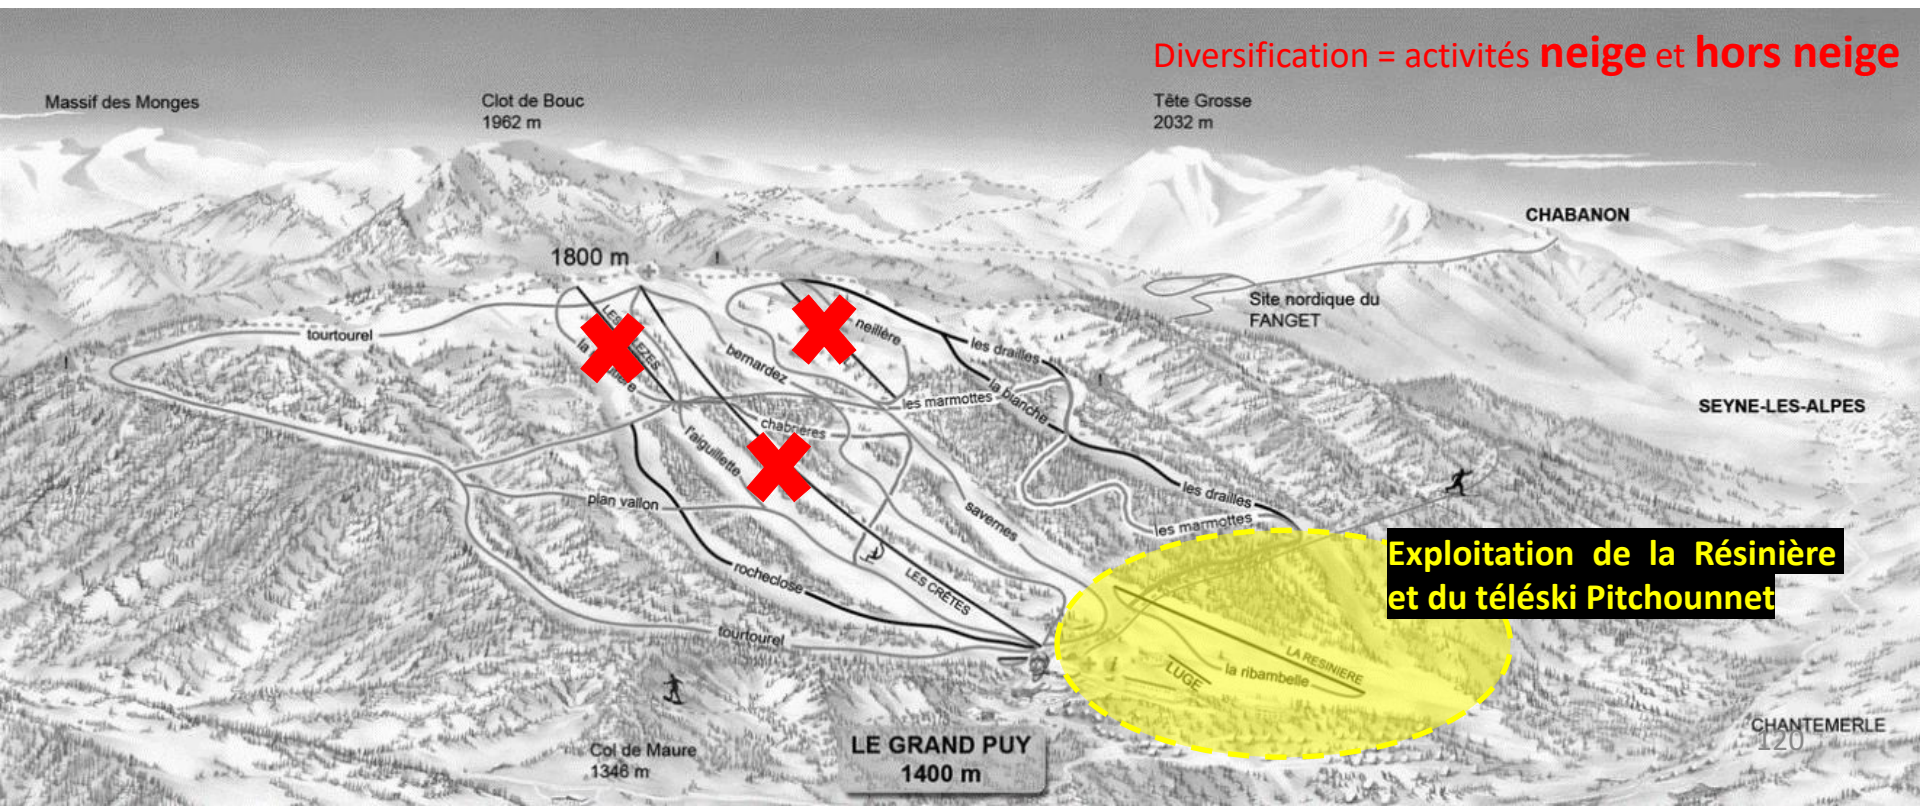 Diversification = activités neige et hors neige
Massif des Monges
Clot de Bouc
1962 m
Tête Grosse
2032 m
CHABANON
1800 m
Site nordique du
FANGET
tourtourel
LES
neillère
la
bernardez
les drailles
la blanche
les marmottes
SEYNE-LES-ALPES
chabrières
l'aiguillette
plan vallon
savernes
les drailles
les marmottes
Exploitation de la Résinière
et du téléski Pitchounnet
rocheclose
LES CRÊTES
tourtourel
LA RESINIERE
la ribambelle
LUGE
i
Col de Maure
1346 m
LE GRAND PUY
1400 m
CHANTEMERLE
120